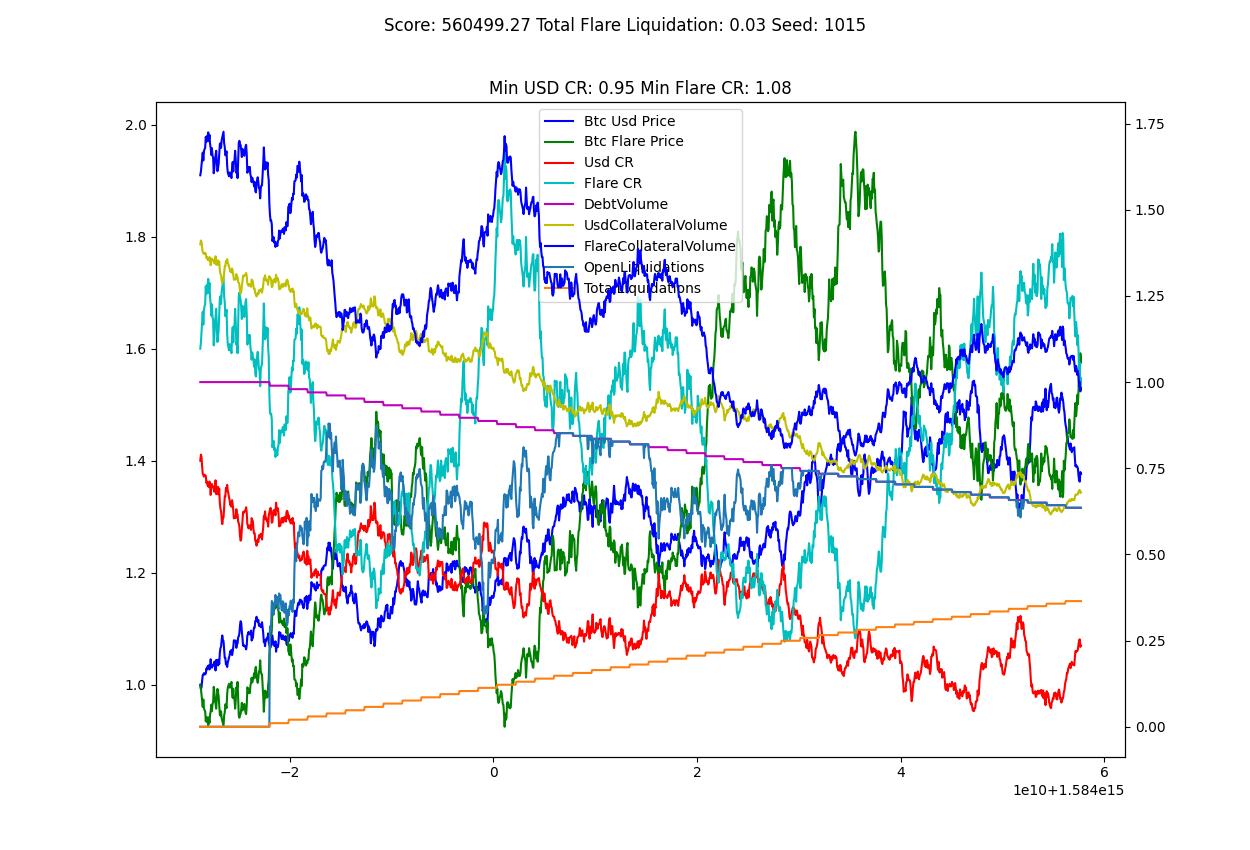 Score: 560499.27 Total Flare Liquidation: 0.03 Seed: 1015
Min USD CR: 0.95 Min Flare CR: 1.08
Btc Usd Price
Btc Flare Price
Usd CR
Flare CR
DebtVolume
UsdCollateralVolume
FlareCollateralVolume
OpenLiquidations
TotalLiquidations
2.0
1.8
1.6
1.4
1.2
1.0
1.75
1.50
1.25
1.00
0.75
0.50
0.25
0.00
−2
0
2
4
6
1e10+1.584e15